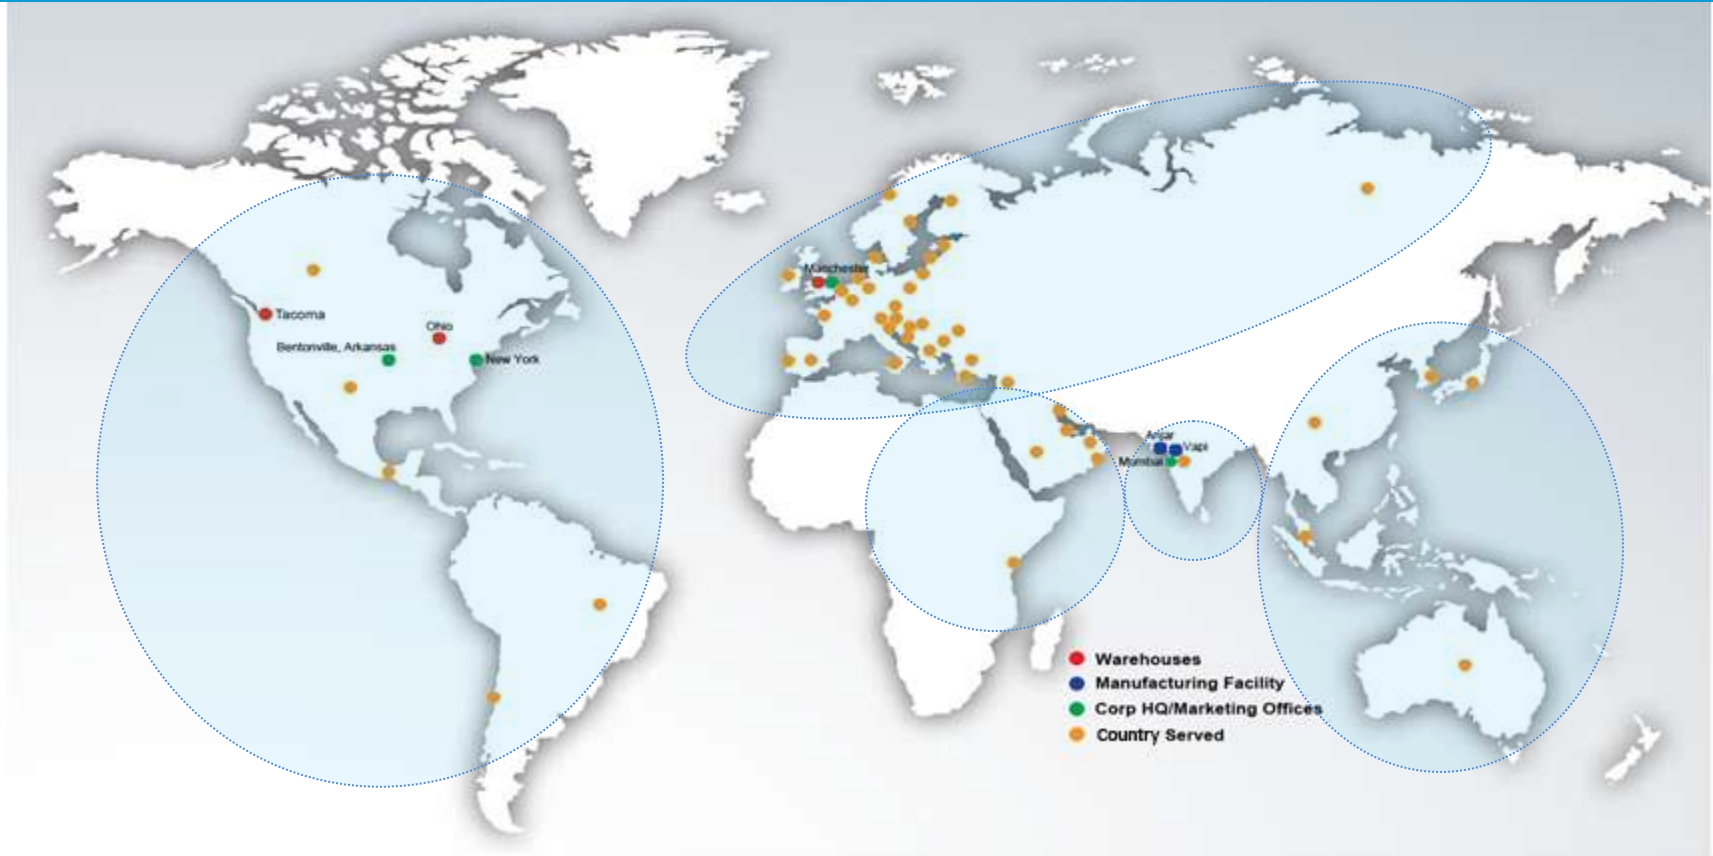 Manchester
Tacoma
Ohio
Bentonville, Arkansas
New York
Anjar
Vapi
Mumbai
Warehouses
Manufacturing Facility
Corp HQ/Marketing Offices
Country Served